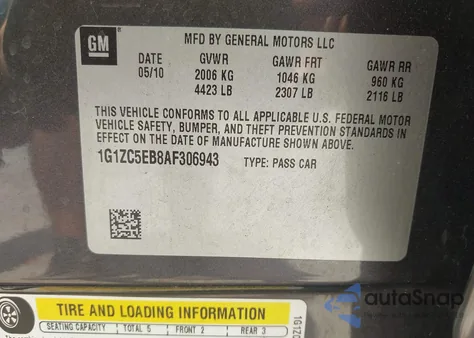 GM
MFD BY GENERAL MOTORS LLC
DATE GVWR GAWR FRT GAWR RR
05/10 2006 KG 1046 KG 960 KG
4423 LB 2307 LB 2116 LB
THIS VEHICLE CONFORMS TO ALL APPLICABLE U.S. FEDERAL MOTOR
VEHICLE SAFETY, BUMPER, AND THEFT PREVENTION STANDARDS
IN EFFECT ON THE DATE OF MANUFACTURE SHOWN ABOVE.
1G1ZC5EB8AF306943 TYPE: PASS CAR
TIRE AND LOADING INFORMATION
SEATING CAPACITY TOTAL 5 FRONT 2 REAR 3
1G1ZC
autoSnap